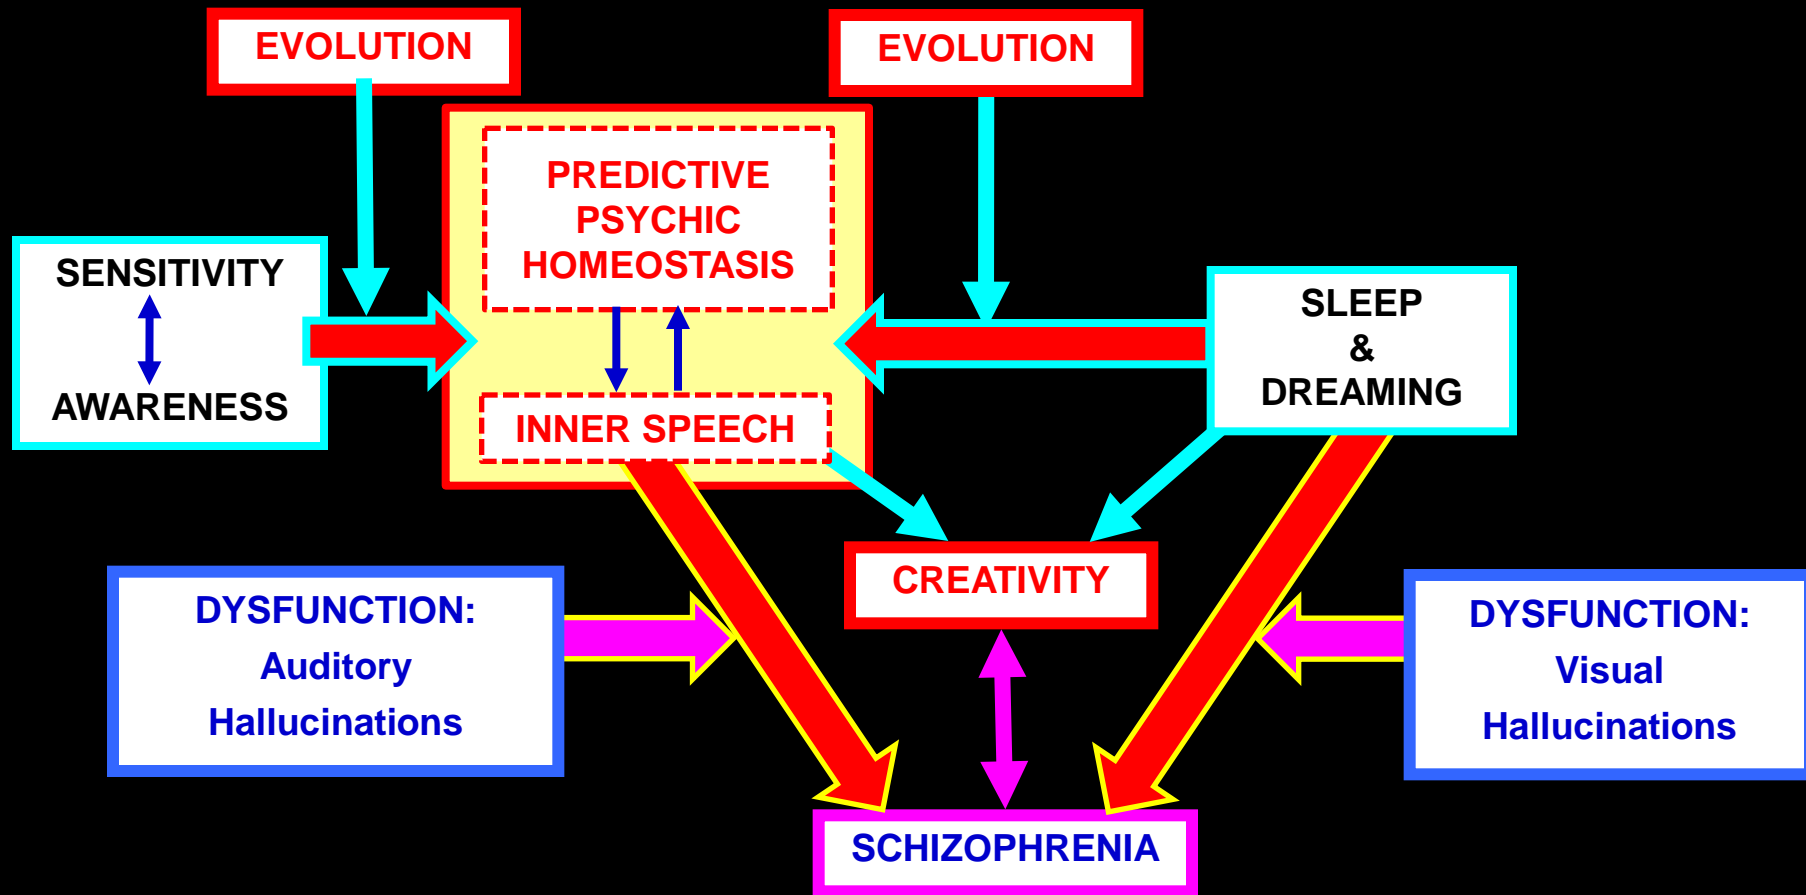 EVOLUTION
EVOLUTION
PREDICTIVE
PSYCHIC
HOMEOSTASIS
SENSITIVITY
AWARENESS
INNER SPEECH
SLEEP
&
DREAMING
CREATIVITY
DYSFUNCTION:
Auditory
Hallucinations
DYSFUNCTION:
Visual
Hallucinations
SCHIZOPHRENIA